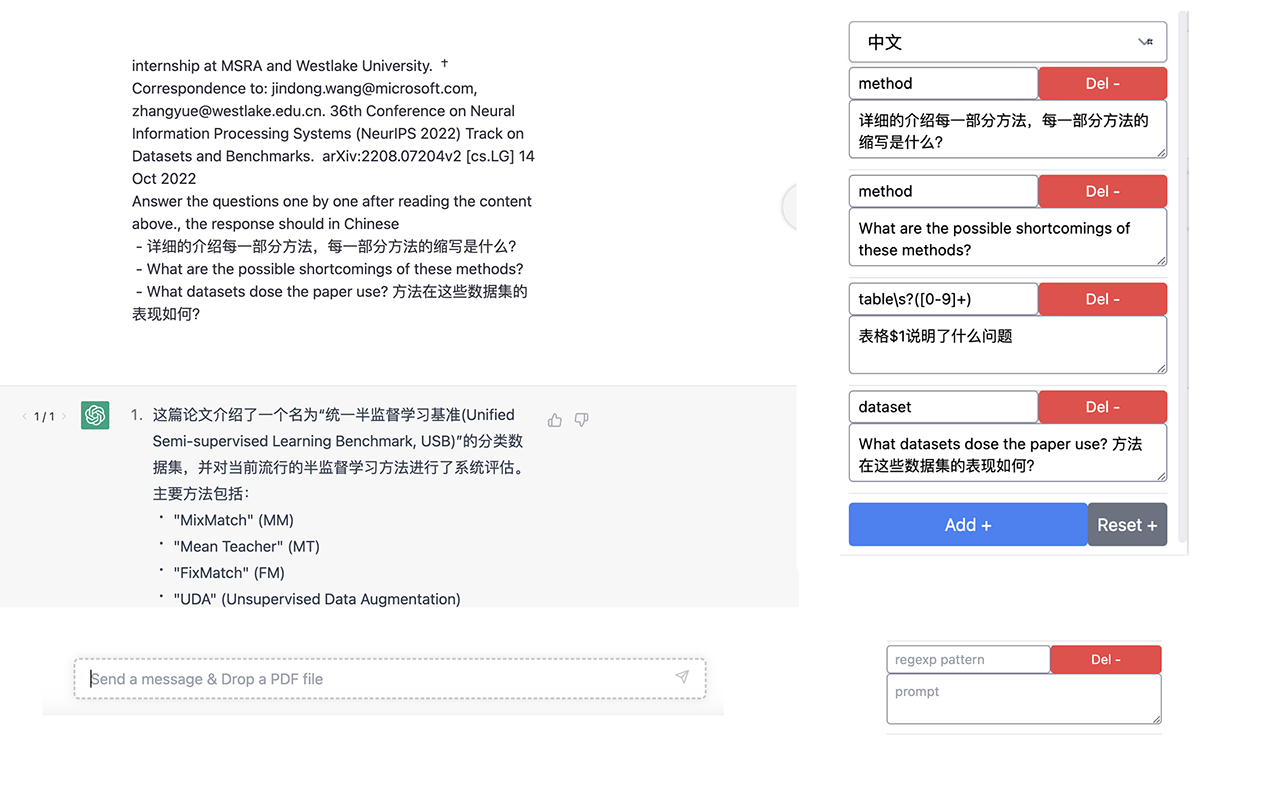 internship at MSRA and Westlake University. †
Correspondence to: jindong.wang@microsoft.com,
zhangyue@westlake.edu.cn. 36th Conference on Neural
Information Processing Systems (NeurIPS 2022) Track on
Datasets and Benchmarks. arXiv:2208.07204v2 [cs.LG] 14
Oct 2022
Answer the questions one by one after reading the content
above., the response should in Chinese
- 详细的介绍每一部分方法，每一部分方法的缩写是什么?
- What are the possible shortcomings of these methods?
- What datasets dose the paper use? 方法在这些数据集的
表现如何?
< 1 / 1 >
1. 这篇论文介绍了一个名为“统一半监督学习基准(Unified
Semi-supervised Learning Benchmark, USB)”的分类数
据集，并对当前流行的半监督学习方法进行了系统评估。
主要方法包括：
• "MixMatch" (MM)
• "Mean Teacher" (MT)
• "FixMatch" (FM)
• "UDA" (Unsupervised Data Augmentation)
Send a message & Drop a PDF file
中文
method
Del -
详细的介绍每一部分方法，每一部分方法的
缩写是什么?
method
Del -
What are the possible shortcomings of
these methods?
table\s?([0-9]+)
Del -
表格$1说明了什么问题
dataset
Del -
What datasets dose the paper use? 方法
在这些数据集的表现如何?
Add +
Reset +
regexp pattern
Del -
prompt